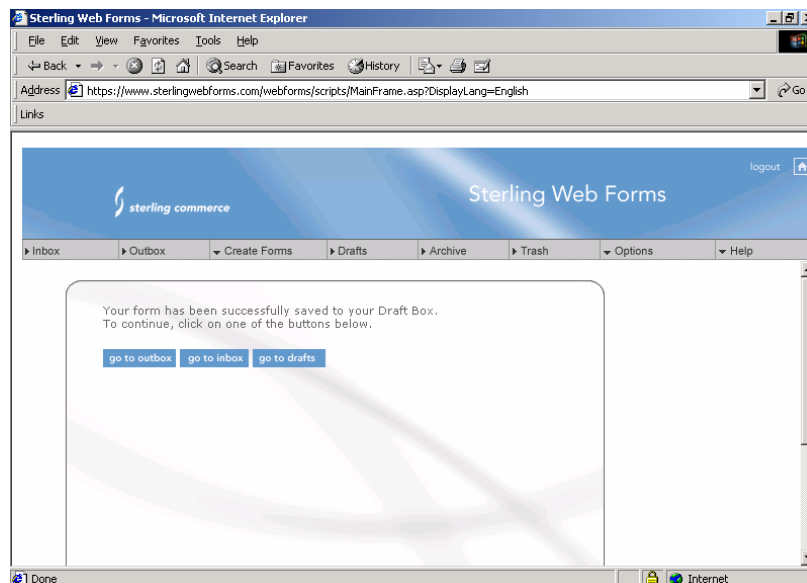 Sterling Web Forms - Microsoft Internet Explorer
File Edit View Favorites Tools Help
Back Search Favorites History
Address https://www.sterlingwebforms.com/webforms/scripts/MainFrame.asp?DisplayLang=English Go
Links
logout
sterling commerce Sterling Web Forms
Inbox Outbox Create Forms Drafts Archive Trash Options Help
Your form has been successfully saved to your Draft Box.
To continue, click on one of the buttons below.
go to outbox go to inbox go to drafts
Done Internet